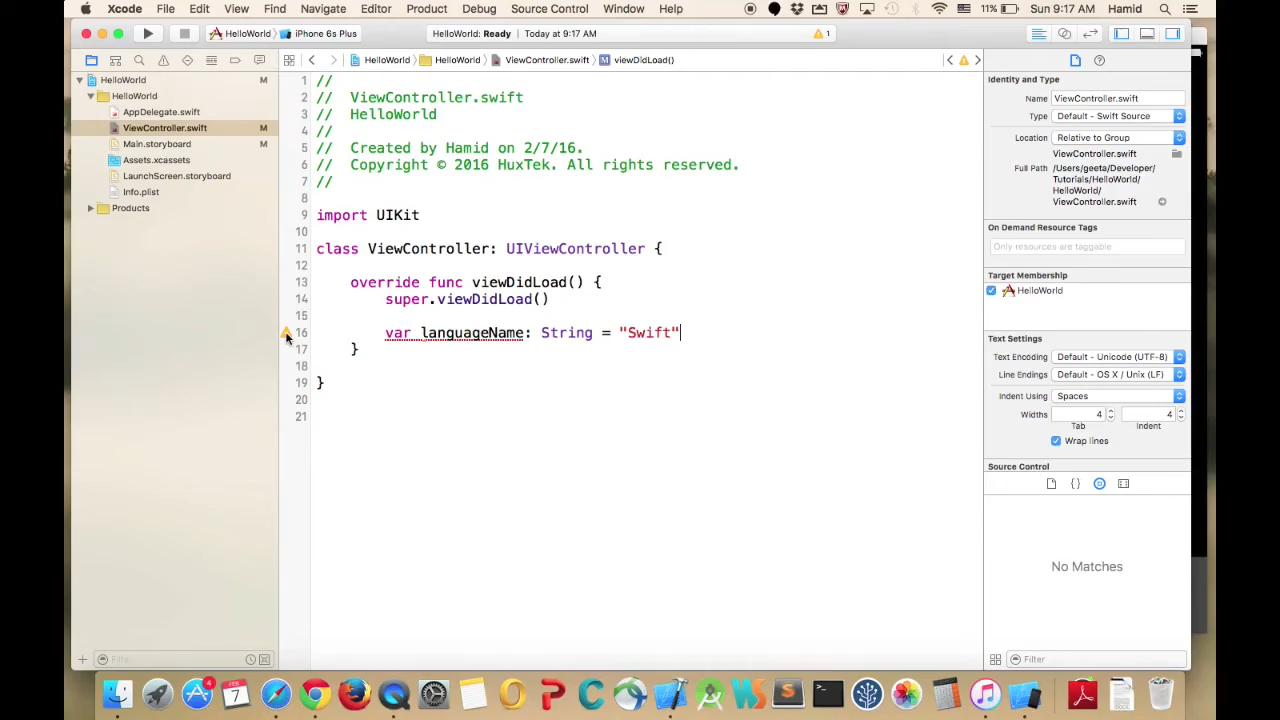 Xcode File Edit View Find Navigate Editor Product Debug Source Control Window Help 11% Sun 9:17 AM Hamid
HelloWorld iPhone 6s Plus HelloWorld: Ready Today at 9:17 AM 1
HelloWorld HelloWorld ViewController.swift M viewDidLoad()
HelloWorld M
HelloWorld
AppDelegate.swift
ViewController.swift M
Main.storyboard M
Assets.xcassets
LaunchScreen.storyboard
Info.plist
Products
Filter
1 //
2 // ViewController.swift
3 // HelloWorld
4 //
5 // Created by Hamid on 2/7/16.
6 // Copyright © 2016 HuxTek. All rights reserved.
7 //
8
9 import UIKit
10
11 class ViewController: UIViewController {
12
13 override func viewDidLoad() {
14 super.viewDidLoad()
15
16 var languageName: String = "Swift"
17 }
18
19 }
20
21
Identity and Type
Name ViewController.swift
Type Default - Swift Source
Location Relative to Group
ViewController.swift
Full Path /Users/geeta/Developer/
Tutorials/HelloWorld/
HelloWorld/
ViewController.swift
On Demand Resource Tags
Only resources are taggable
Target Membership
HelloWorld
Text Settings
Text Encoding Default - Unicode (UTF-8)
Line Endings Default - OS X / Unix (LF)
Indent Using Spaces
Widths 4 4
Tab Indent
Wrap lines
Source Control
{ }
No Matches
Filter
4
FEB
7